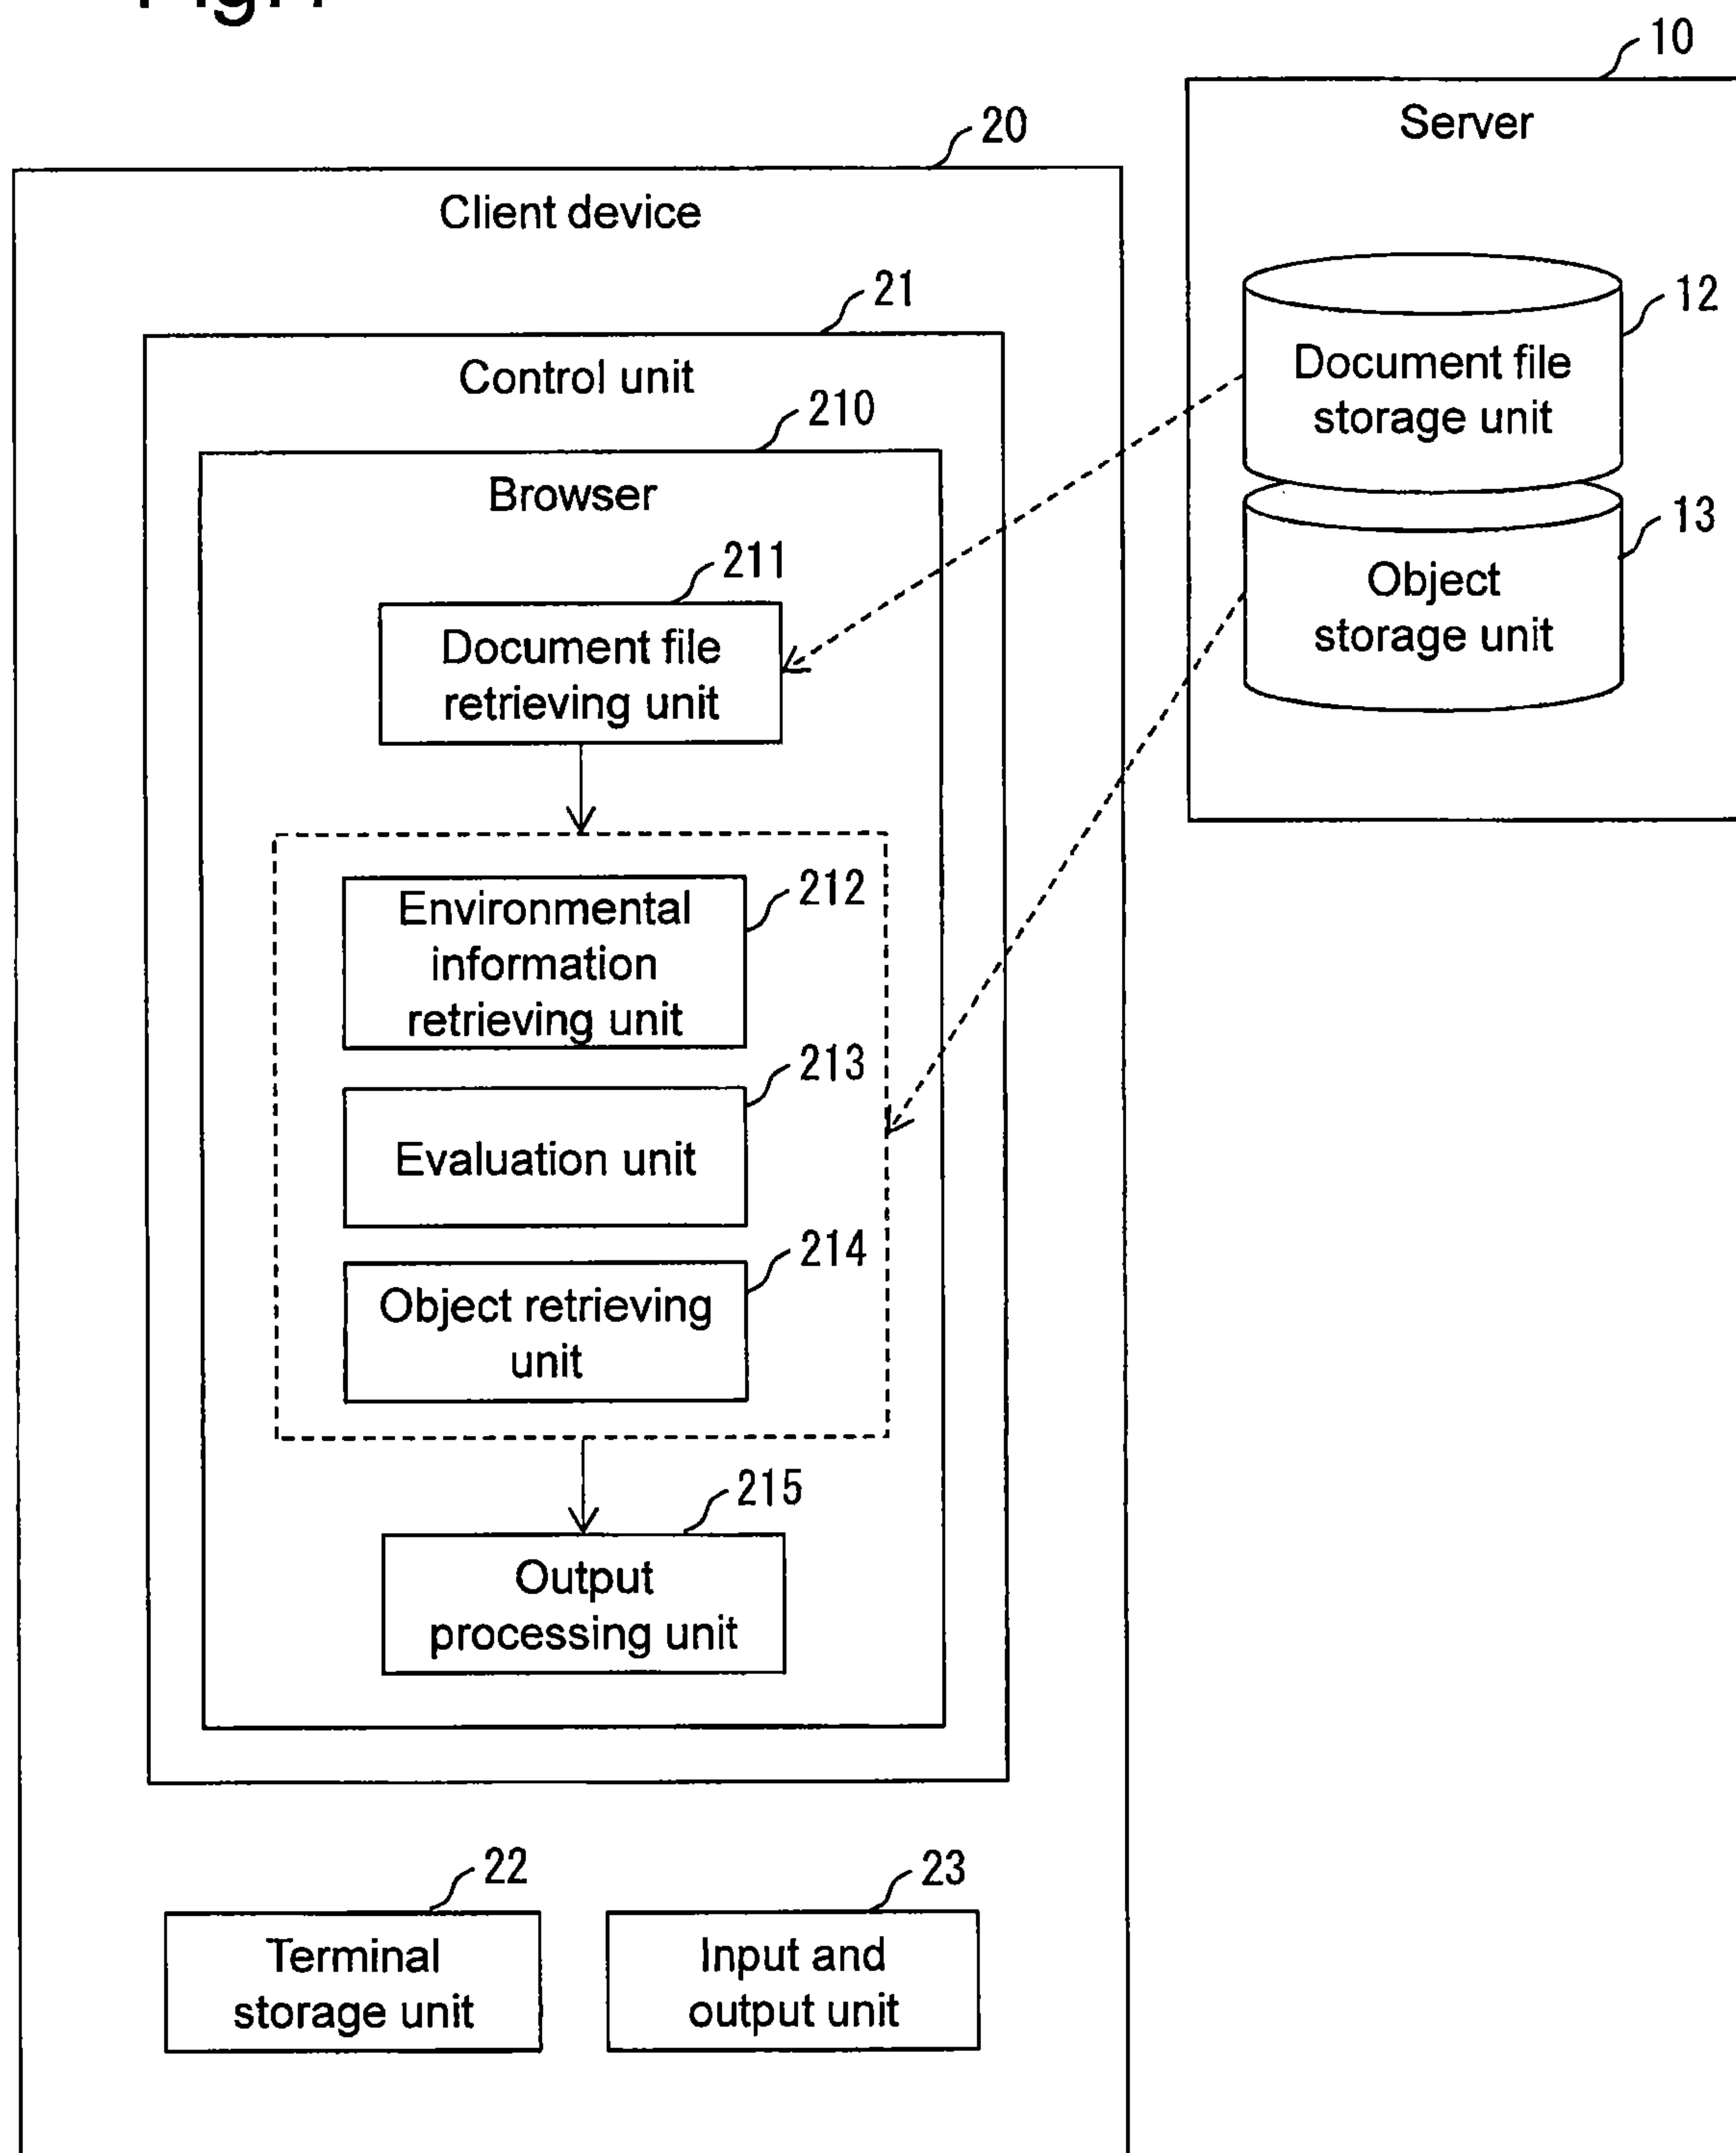 10
Server
20
Client device
21
Control unit
12
Document file
storage unit
210
Browser
13
Object
storage unit
211
Document file
retrieving unit
212
Environmental
information
retrieving unit
213
Evaluation unit
214
Object retrieving
unit
215
Output
processing unit
22
Terminal
storage unit
23
Input and
output unit